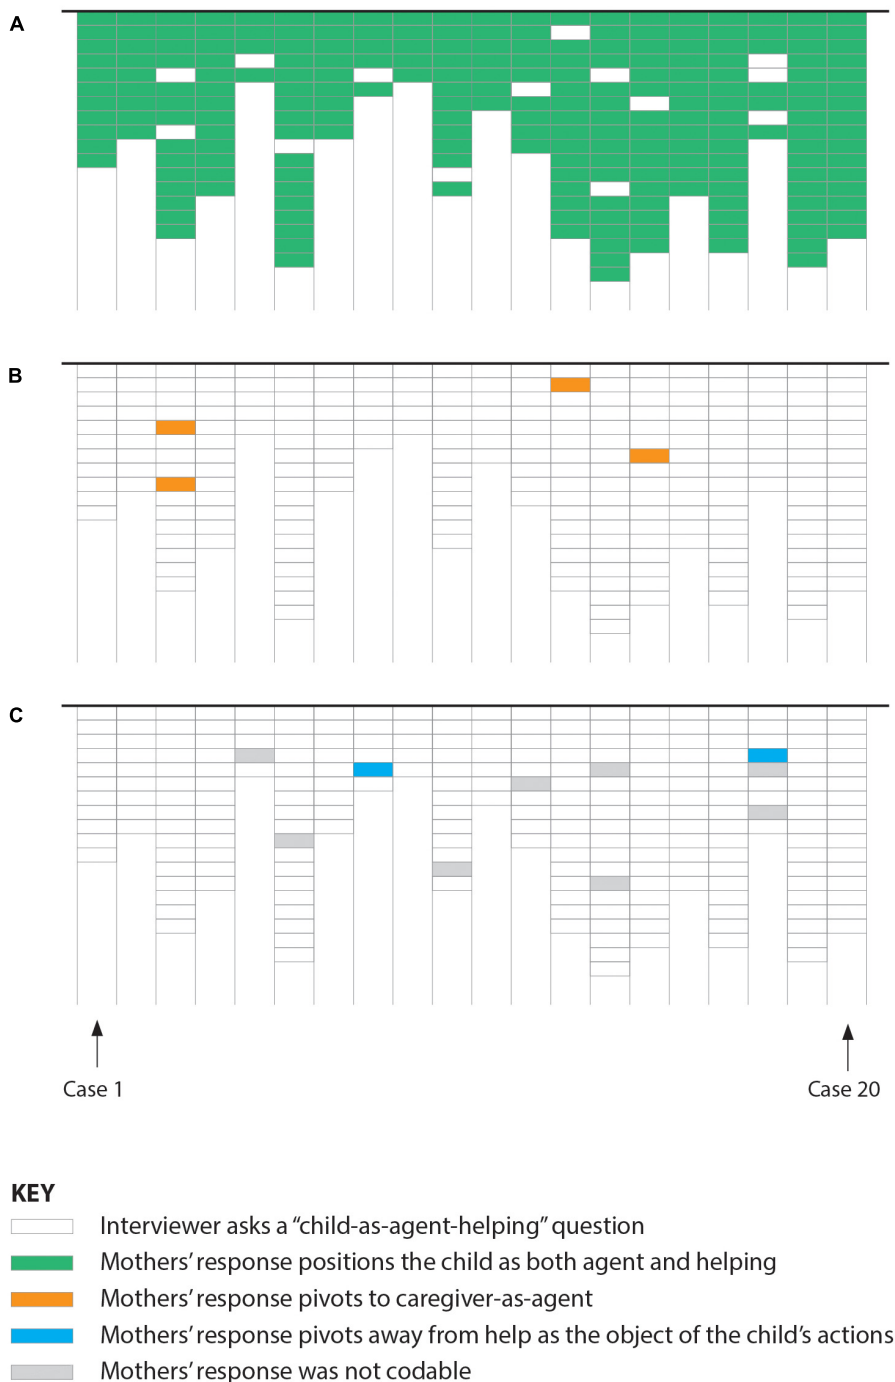 A
B
C
Case 1
Case 20
KEY
Interviewer asks a “child-as-agent-helping” question
Mothers’ response positions the child as both agent and helping
Mothers’ response pivots to caregiver-as-agent
Mothers’ response pivots away from help as the object of the child’s actions
Mothers’ response was not codable